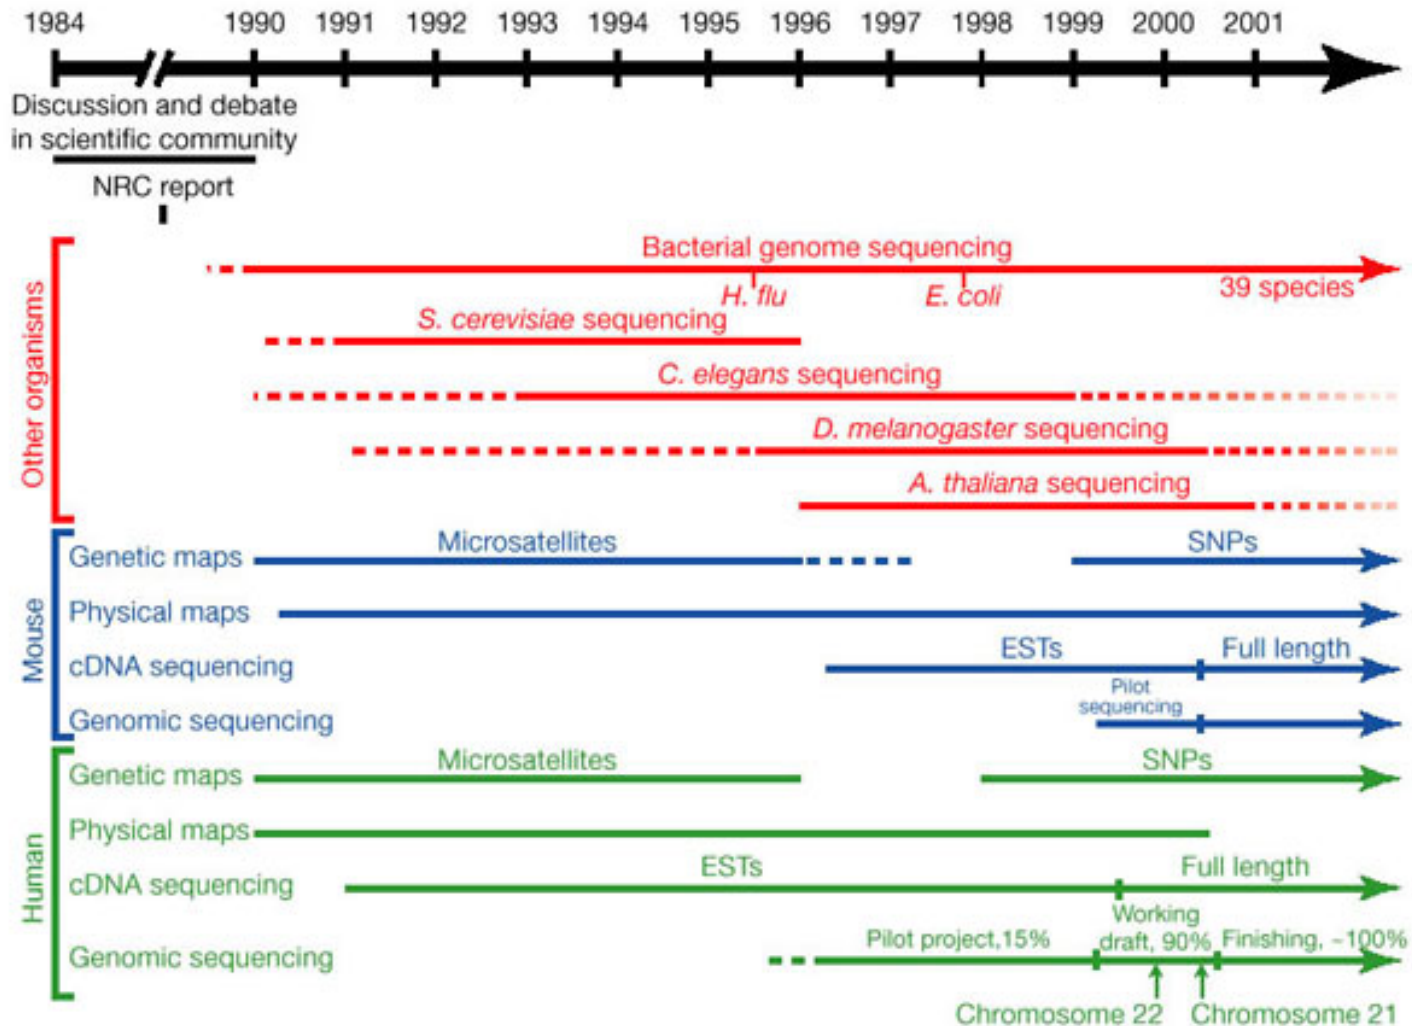 1984 1990 1991 1992 1993 1994 1995 1996 1997 1998 1999 2000 2001
Discussion and debate
in scientific community
NRC report
Other organisms
Bacterial genome sequencing
H. flu E. coli 39 species
S. cerevisiae sequencing
C. elegans sequencing
D. melanogaster sequencing
A. thaliana sequencing
Mouse
Genetic maps Microsatellites SNPs
Physical maps
cDNA sequencing ESTs Full length
Pilot
sequencing
Genomic sequencing
Human
Genetic maps Microsatellites SNPs
Physical maps
cDNA sequencing ESTs Full length
Working
draft, 90%
Genomic sequencing Pilot project,15% Finishing, ~100%
Chromosome 22 Chromosome 21